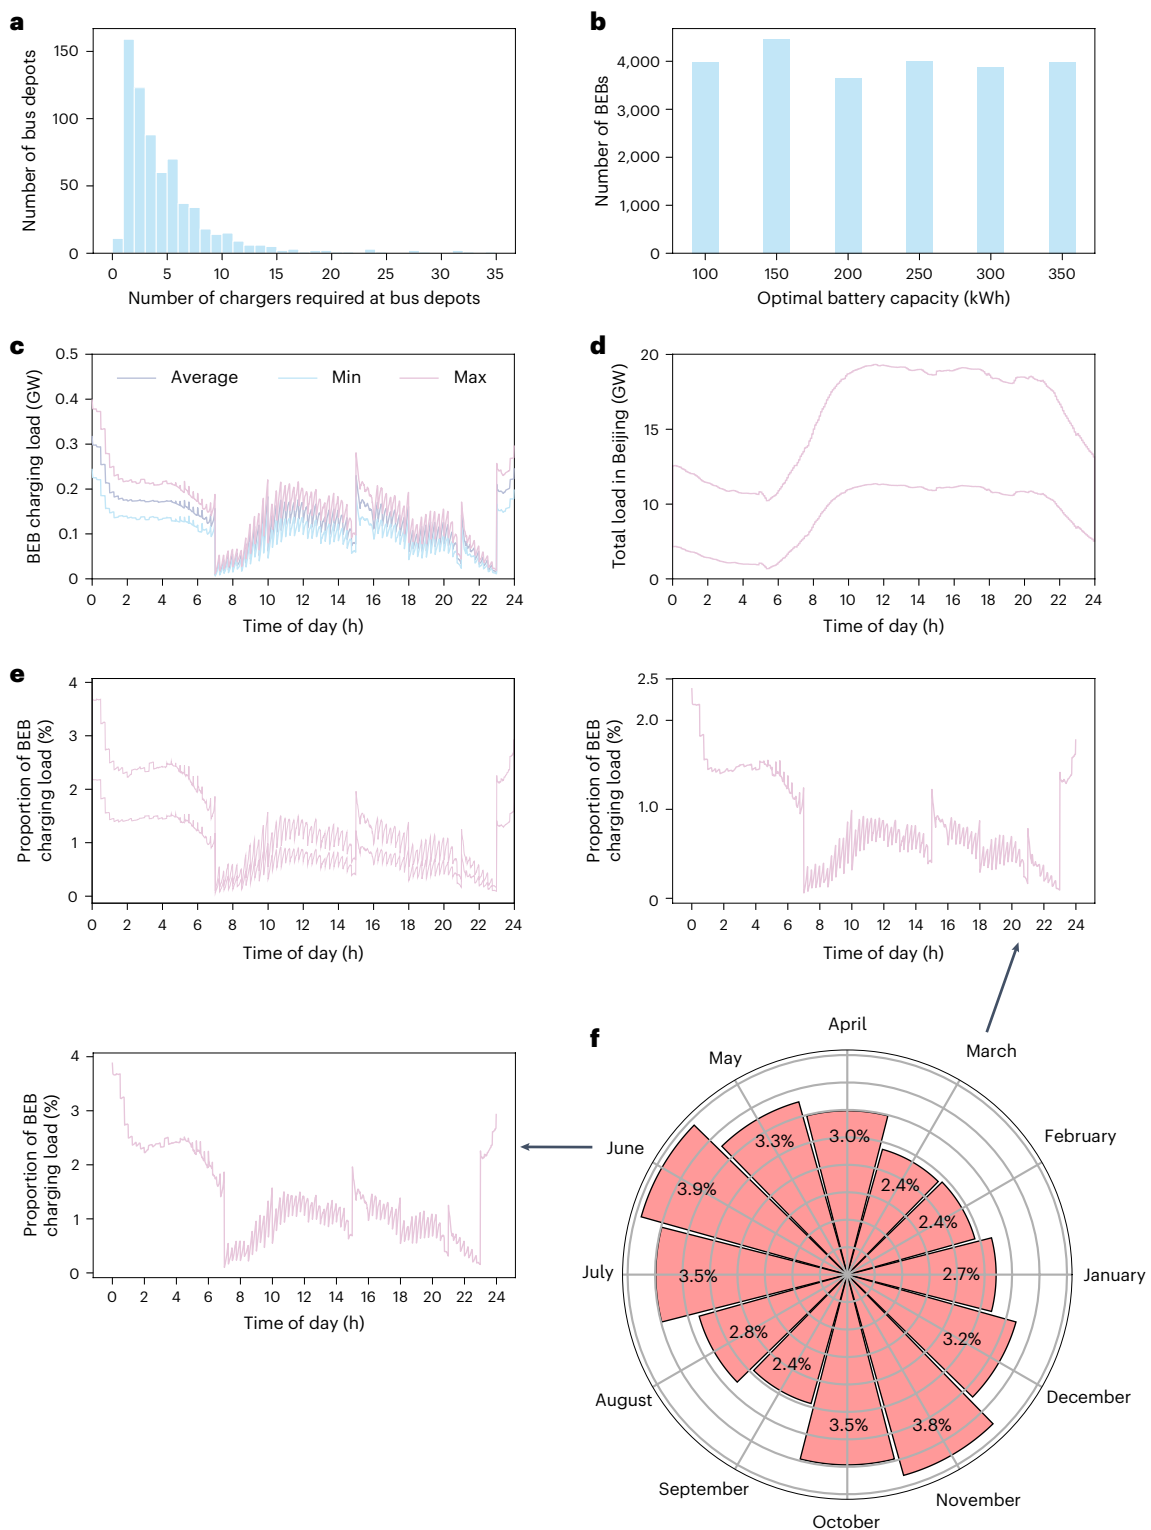 a
150
100
50
0
Number of bus depots
0 5 10 15 20 25 30 35
Number of chargers required at bus depots
b
4,000
3,000
2,000
1,000
0
Number of BEBs
100 150 200 250 300 350
Optimal battery capacity (kWh)
c
0.5
0.4
0.3
0.2
0.1
0
BEB charging load (GW)
Average Min Max
0 2 4 6 8 10 12 14 16 18 20 22 24
Time of day (h)
d
20
15
10
0
Total load in Beijing (GW)
0 2 4 6 8 10 12 14 16 18 20 22 24
Time of day (h)
e
4
3
2
1
0
Proportion of BEB
charging load (%)
0 2 4 6 8 10 12 14 16 18 20 22 24
Time of day (h)
2.5
2.0
1.0
0
Proportion of BEB
charging load (%)
0 2 4 6 8 10 12 14 16 18 20 22 24
Time of day (h)
4
3
2
1
0
Proportion of BEB
charging load (%)
0 2 4 6 8 10 12 14 16 18 20 22 24
Time of day (h)
f
April
March
February
January
December
November
October
September
August
July
June
May
3.0%
2.4%
2.4%
2.7%
3.2%
3.8%
3.5%
2.4%
2.8%
3.5%
3.9%
3.3%